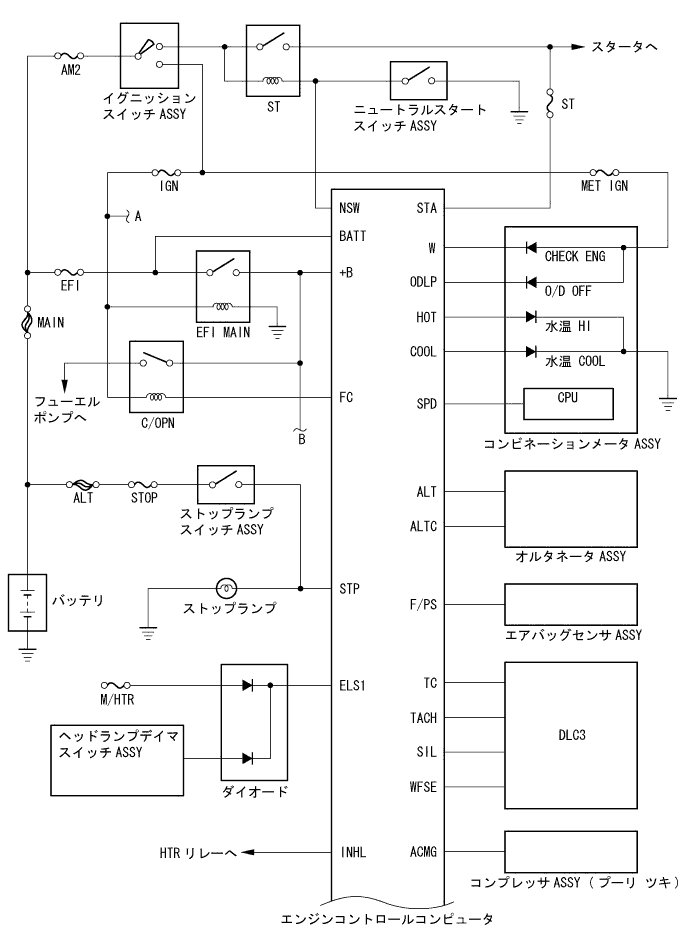 スタータへ
AM2
イグニッション
スイッチ ASSY
ST
ニュートラルスタート
スイッチ ASSY
ST
IGN
MET IGN
A
NSW
STA
BATT
W
CHECK ENG
+B
EFI
ODLP
O/D OFF
MAIN
EFI MAIN
HOT
水温 HI
COOL
水温 COOL
フューエル
ポンプへ
FC
SPD
CPU
C/OPN
B
コンビネーションメータ ASSY
ALT
STOP
ALT
ストップランプ
スイッチ ASSY
ALTC
オルタネータ ASSY
バッテリ
ストップランプ
STP
F/PS
エアバッグセンサ ASSY
M/HTR
ELS1
TC
ヘッドランプデイマ
スイッチ ASSY
TACH
DLC3
SIL
ダイオード
WFSE
HTR リレーへ
INHL
ACMG
コンプレッサ ASSY ( プーリ ツキ)
エンジンコントロールコンピュータ